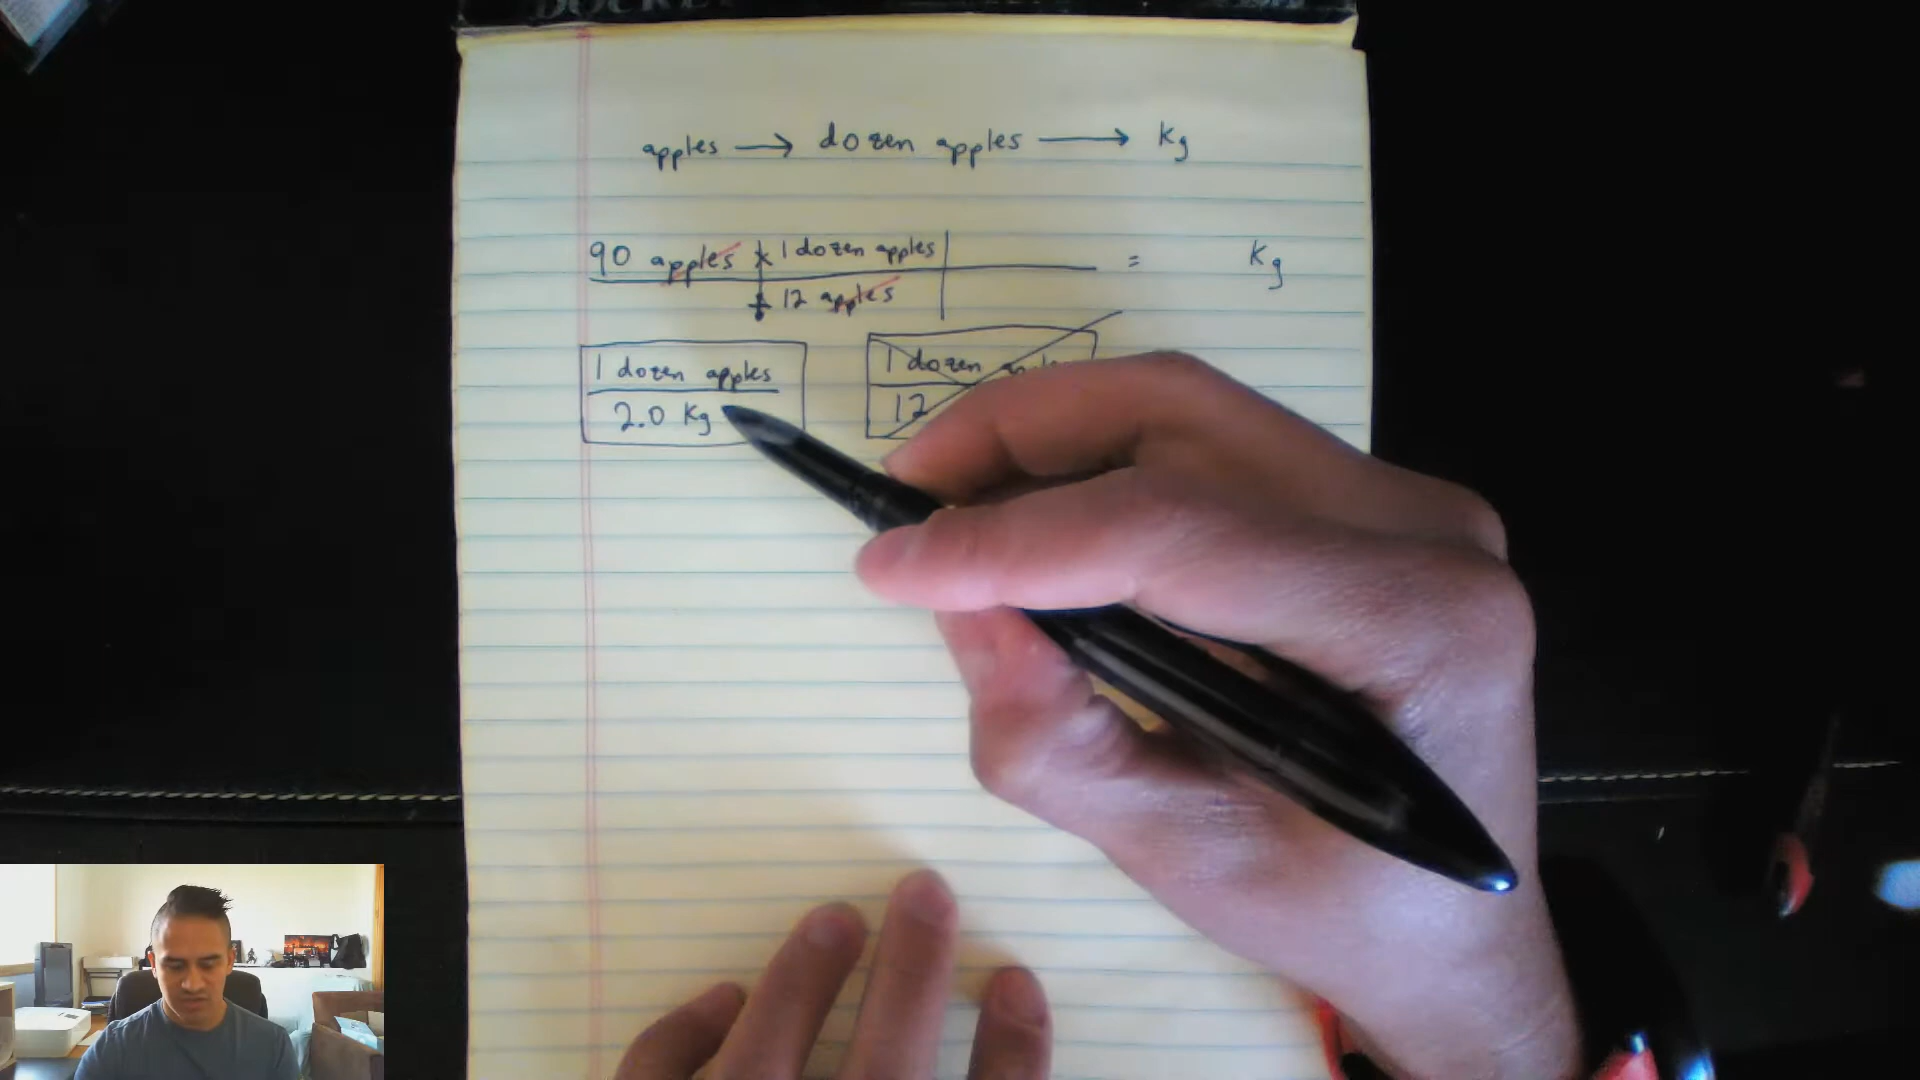 apples → dozen apples → kg
90 apples x 1 dozen apples = kg
÷ 12 apples
1 dozen apples 1 dozen
2.0 kg 12